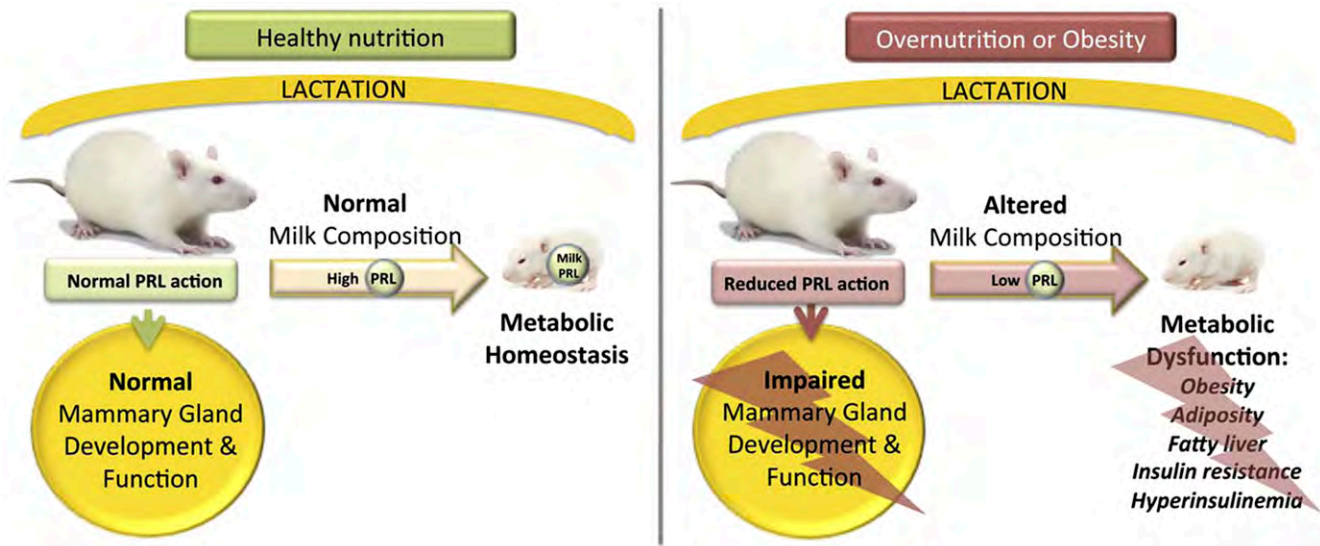 Healthy nutrition
LACTATION
Normal
Milk Composition
Normal PRL action
High PRL
Milk
PRL
Metabolic
Homeostasis
Normal
Mammary Gland
Development &
Function
Overnutrition or Obesity
LACTATION
Altered
Milk Composition
Reduced PRL action
Low PRL
Metabolic
Dysfunction:
Obesity
Adiposity
Fatty liver
Insulin resistance
Hyperinsulinemia
Impaired
Mammary Gland
Development &
Function